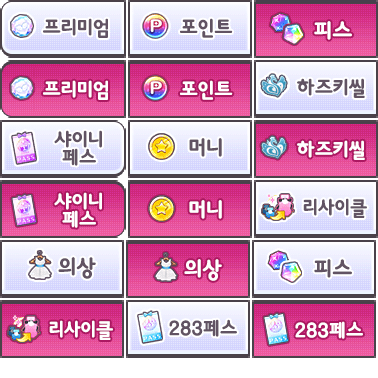 프리미엄
포인트
피스
프리미엄
포인트
하즈키씰
샤이니
페스
머니
하즈키씰
샤이니
페스
머니
리사이클
의상
의상
피스
리사이클
283페스
283페스